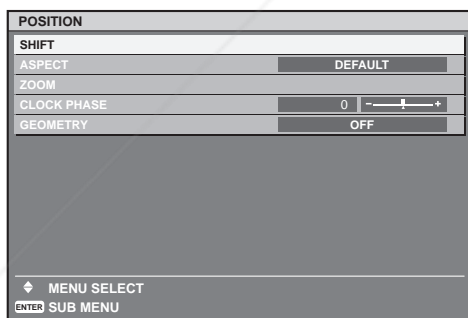 POSITION
SHIFT
ASPECT DEFAULT
ZOOM
CLOCK PHASE 0 - +
GEOMETRY OFF
MENU SELECT
ENTER SUB MENU